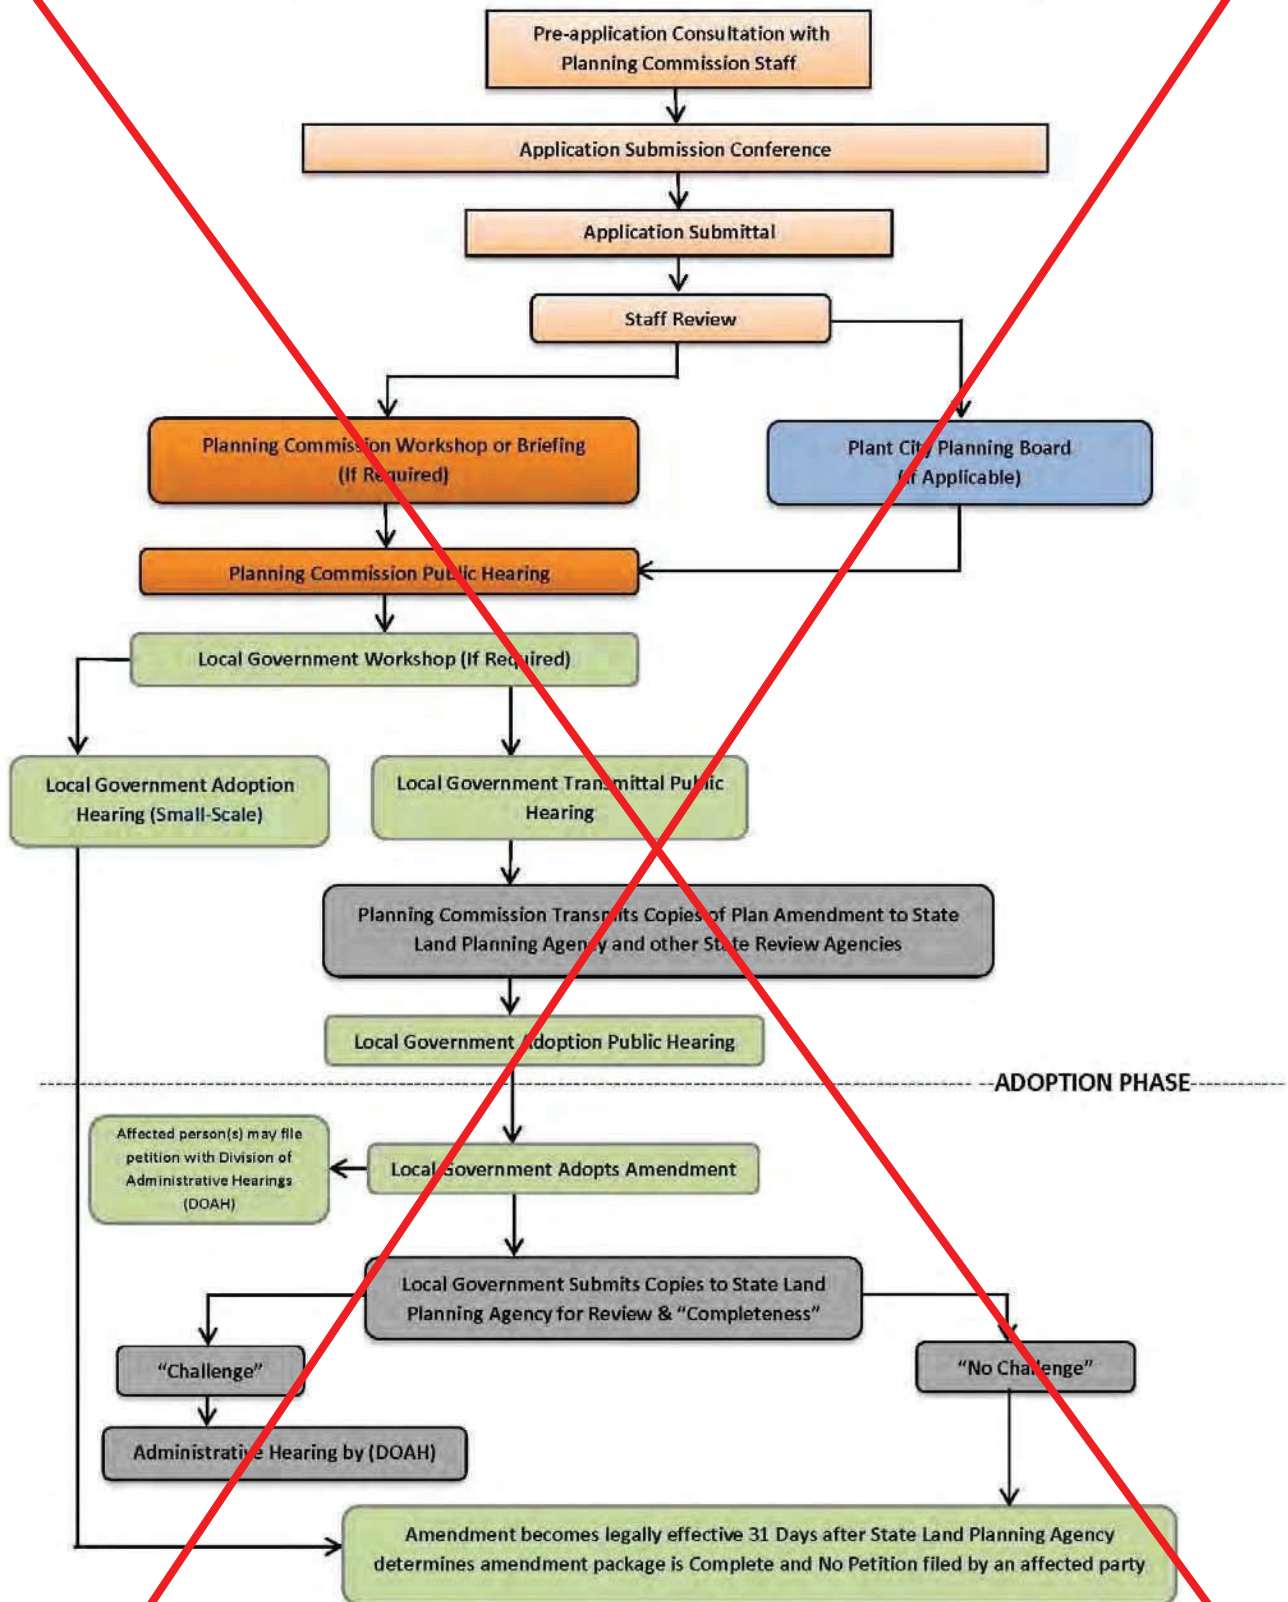 Pre-application Consultation with
Planning Commission Staff
Application Submission Conference
Application Submittal
Staff Review
Planning Commission Workshop or Briefing
(If Required)
Plant City Planning Board
(If Applicable)
Planning Commission Public Hearing
Local Government Workshop (If Required)
Local Government Adoption
Hearing (Small-Scale)
Local Government Transmittal Public
Hearing
Planning Commission Transmits Copies of Plan Amendment to State
Land Planning Agency and other State Review Agencies
Local Government Adoption Public Hearing
ADOPTION PHASE
Affected person(s) may file
petition with Division of
Administrative Hearings
(DOAH)
Local Government Adopts Amendment
Local Government Submits Copies to State Land
Planning Agency for Review & “Completeness”
“Challenge”
“No Challenge”
Administrative Hearing by (DOAH)
Amendment becomes legally effective 31 Days after State Land Planning Agency
determines amendment package is Complete and No Petition filed by an affected party